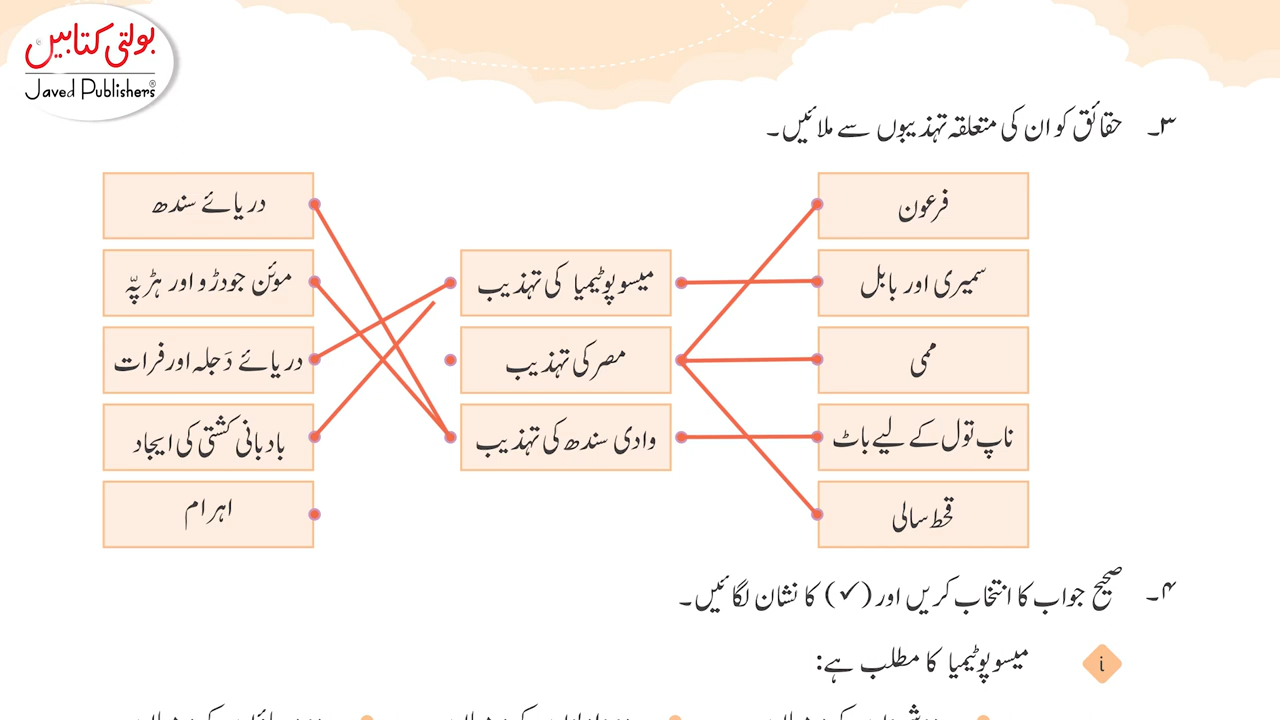 بولتی کتابیں
Javed Publishers®
۳۔ حقائق کو ان کی متعلقہ تہذیبوں سے ملائیں۔
فرعون
سمیری اور بابل
ممی
ناپ تول کے لیے باٹ
قحط سالی
میسوپوٹیمیا کی تہذیب
مصر کی تہذیب
وادی سندھ کی تہذیب
دریائے سندھ
موئن جودڑو اور ہڑپہّ
دریائے دَجلہ اور فرات
بادبانی کشتی کی ایجاد
اہرام
۴۔ صحیح جواب کا انتخاب کریں اور (✓) کا نشان لگائیں۔
i میسوپوٹیمیا کا مطلب ہے: